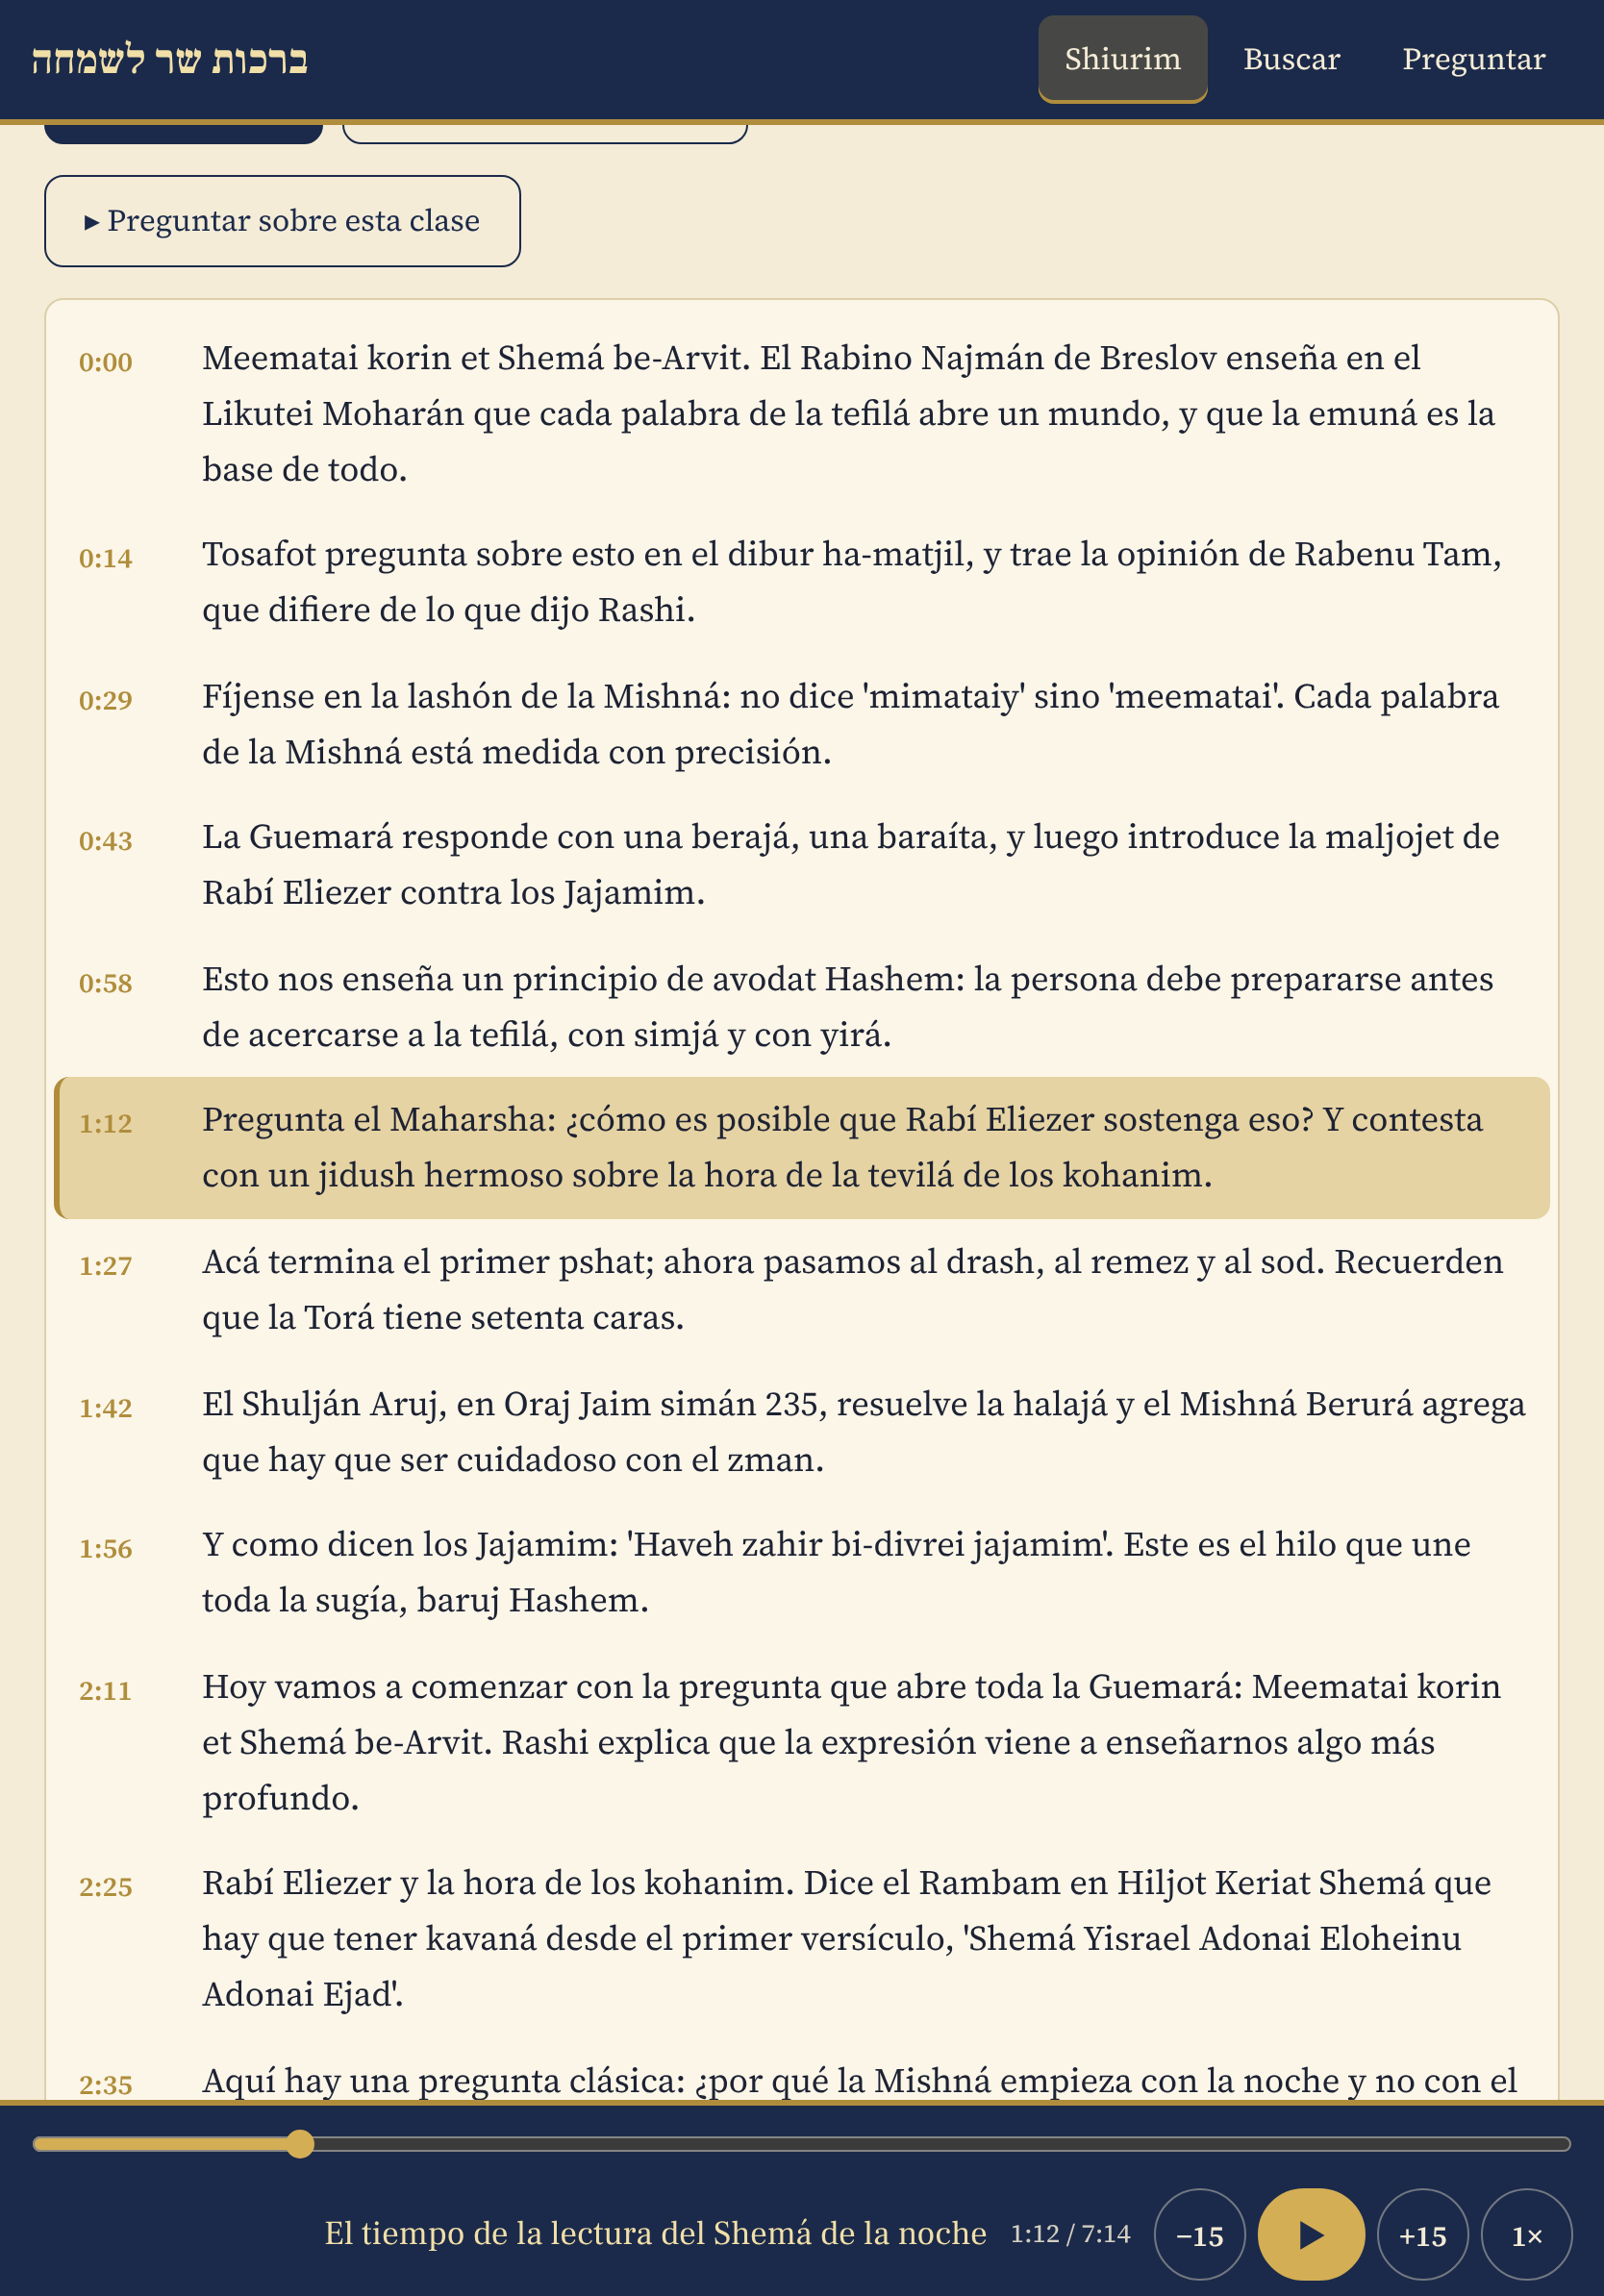 ברכות שר לשמחה
Shiurim
Buscar
Preguntar
▸ Preguntar sobre esta clase
0:00
Meematai korin et Shemá be-Arvit. El Rabino Najmán de Breslov enseña en el
Likutei Moharán que cada palabra de la tefilá abre un mundo, y que la emuná es la
base de todo.
0:14
Tosafot pregunta sobre esto en el dibur ha-matjil, y trae la opinión de Rabenu Tam,
que difiere de lo que dijo Rashi.
0:29
Fíjense en la lashón de la Mishná: no dice 'mimataiy' sino 'meematai'. Cada palabra
de la Mishná está medida con precisión.
0:43
La Guemará responde con una berajá, una baraíta, y luego introduce la maljojet de
Rabí Eliezer contra los Jajamim.
0:58
Esto nos enseña un principio de avodat Hashem: la persona debe prepararse antes
de acercarse a la tefilá, con simjá y con yirá.
1:12
Pregunta el Maharsha: ¿cómo es posible que Rabí Eliezer sostenga eso? Y contesta
con un jidush hermoso sobre la hora de la tevilá de los kohanim.
1:27
Acá termina el primer pshat; ahora pasamos al drash, al remez y al sod. Recuerden
que la Torá tiene setenta caras.
1:42
El Shulján Aruj, en Oraj Jaim simán 235, resuelve la halajá y el Mishná Berurá agrega
que hay que ser cuidadoso con el zman.
1:56
Y como dicen los Jajamim: 'Haveh zahir bi-divrei jajamim'. Este es el hilo que une
toda la sugía, baruj Hashem.
2:11
Hoy vamos a comenzar con la pregunta que abre toda la Guemará: Meematai korin
et Shemá be-Arvit. Rashi explica que la expresión viene a enseñarnos algo más
profundo.
2:25
Rabí Eliezer y la hora de los kohanim. Dice el Rambam en Hiljot Keriat Shemá que
hay que tener kavaná desde el primer versículo, 'Shemá Yisrael Adonai Eloheinu
Adonai Ejad'.
2:35
Aquí hay una pregunta clásica: ¿por qué la Mishná empieza con la noche y no con el
El tiempo de la lectura del Shemá de la noche
1:12 / 7:14
−15
+15
1×